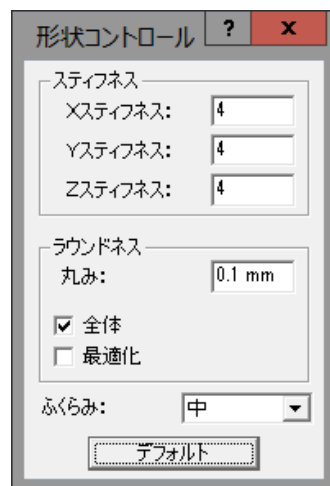 形状コントロール ? x
スティフネス
Xスティフネス: 4
Yスティフネス: 4
Zスティフネス: 4
ラウンドネス
丸み: 0.1 mm
全体
最適化
ふくらみ: 中
デフォルト